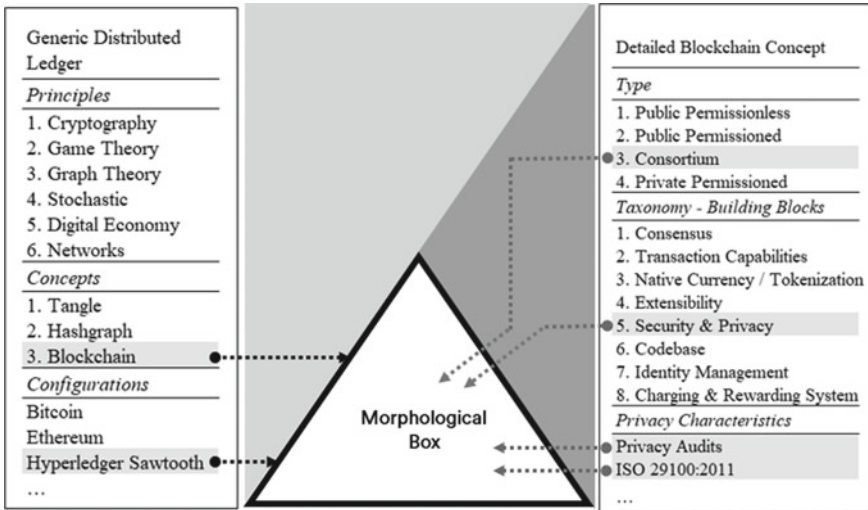 Generic Distributed
Ledger
Principles
1. Cryptography
2. Game Theory
3. Graph Theory
4. Stochastic
5. Digital Economy
6. Networks
Concepts
1. Tangle
2. Hashgraph
3. Blockchain
Configurations
Bitcoin
Ethereum
Hyperledger Sawtooth
...
Morphological
Box
Detailed Blockchain Concept
Type
1. Public Permissionless
2. Public Permissioned
3. Consortium
4. Private Permissioned
Taxonomy - Building Blocks
1. Consensus
2. Transaction Capabilities
3. Native Currency / Tokenization
4. Extensibility
5. Security & Privacy
6. Codebase
7. Identity Management
8. Charging & Rewarding System
Privacy Characteristics
Privacy Audits
ISO 29100:2011
...